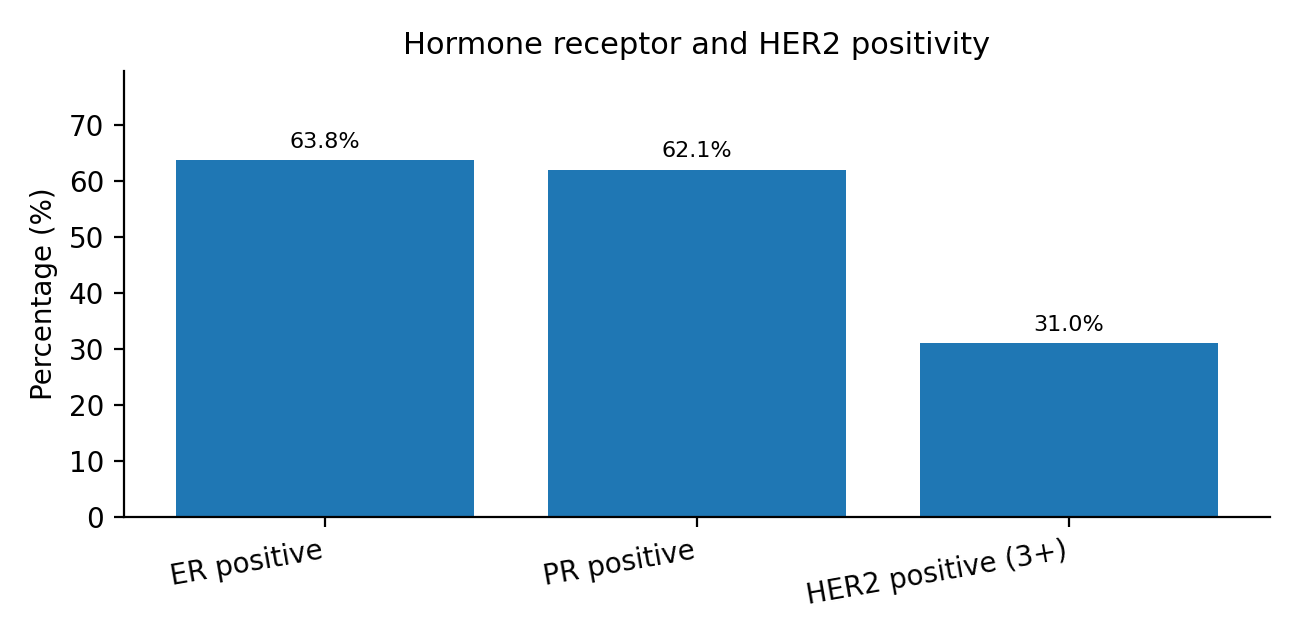 Hormone receptor and HER2 positivity
Percentage (%)
70
60
50
40
30
20
10
0
63.8%
62.1%
31.0%
ER positive
PR positive
HER2 positive (3+)